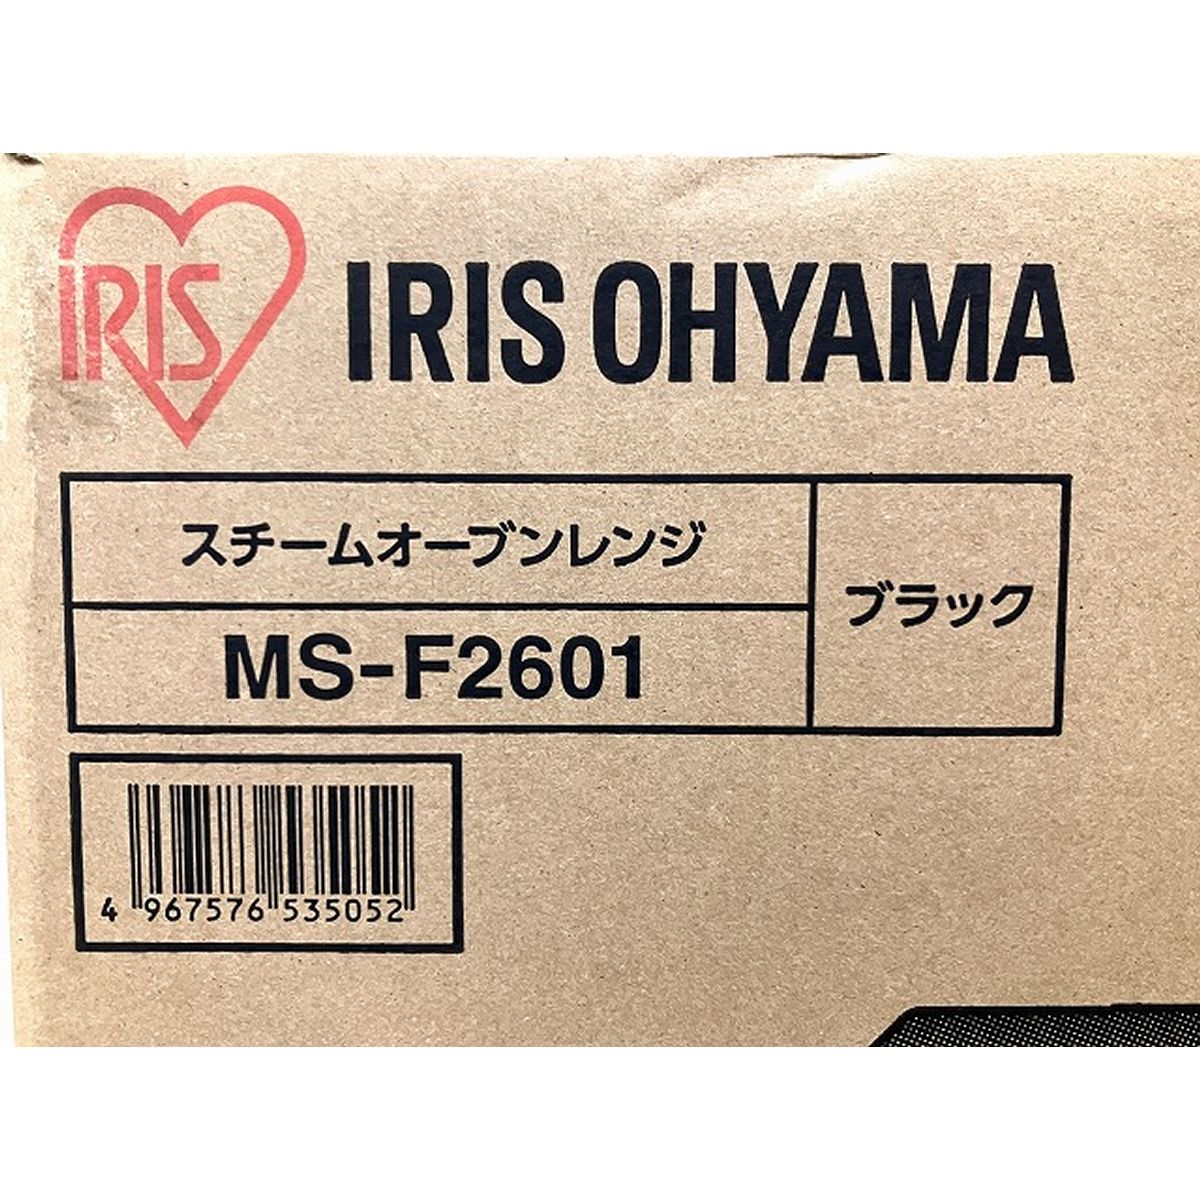 IRIS
IRIS OHYAMA
スチームオーブンレンジ
ブラック
MS-F2601
4 967576 535052